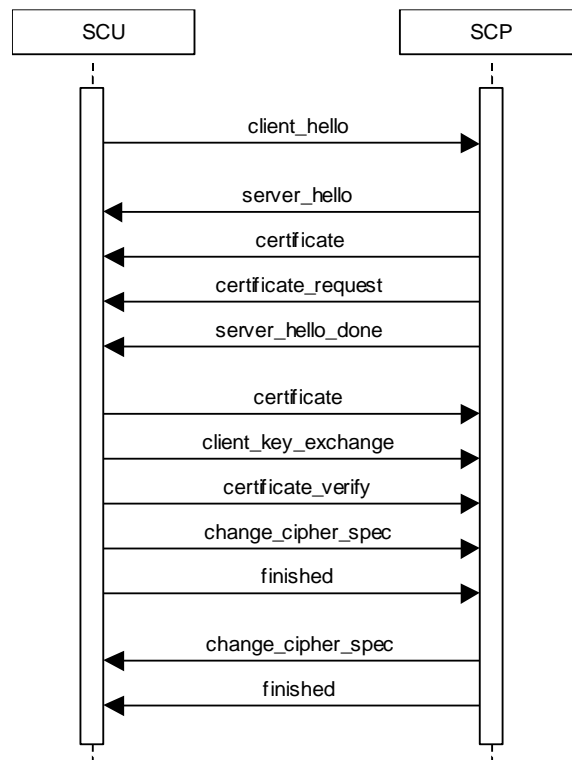 SCU
SCP
client_hello
server_hello
certificate
certificate_request
server_hello_done
certificate
client_key_exchange
certificate_verify
change_cipher_spec
finished
change_cipher_spec
finished